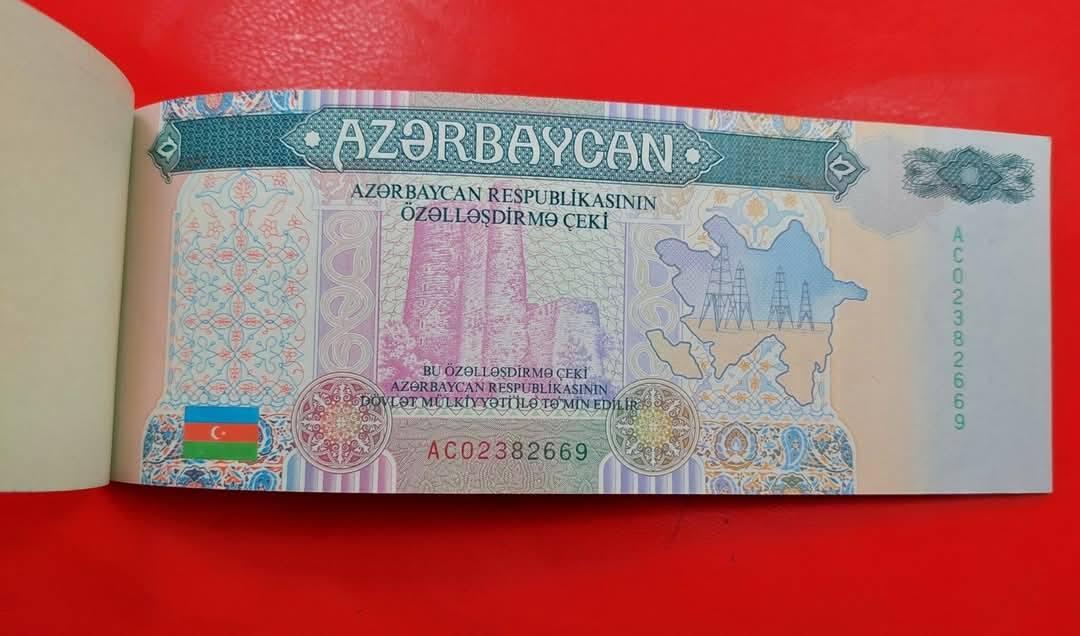 AZƏRBAYCAN
AZƏRBAYCAN RESPUBLİKASININ
ÖZƏLLƏŞDİRMƏ ÇEKİ
BU ÖZƏLLƏŞDİRMƏ ÇEKİ
AZƏRBAYCAN RESPUBLİKASININ
DÖVLƏT MÜLKİYYƏTİ İLƏ TƏ'MİN EDİLİR
AC02382669
AC02382669